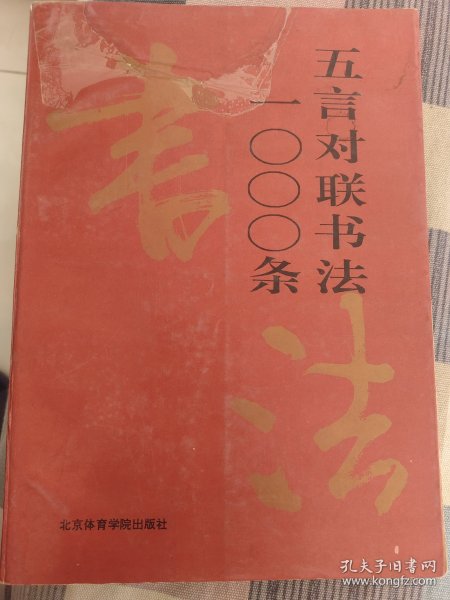 五言对联书法
一〇〇〇条
书法
北京体育学院出版社
孔夫子旧书网
www.kongfz.com